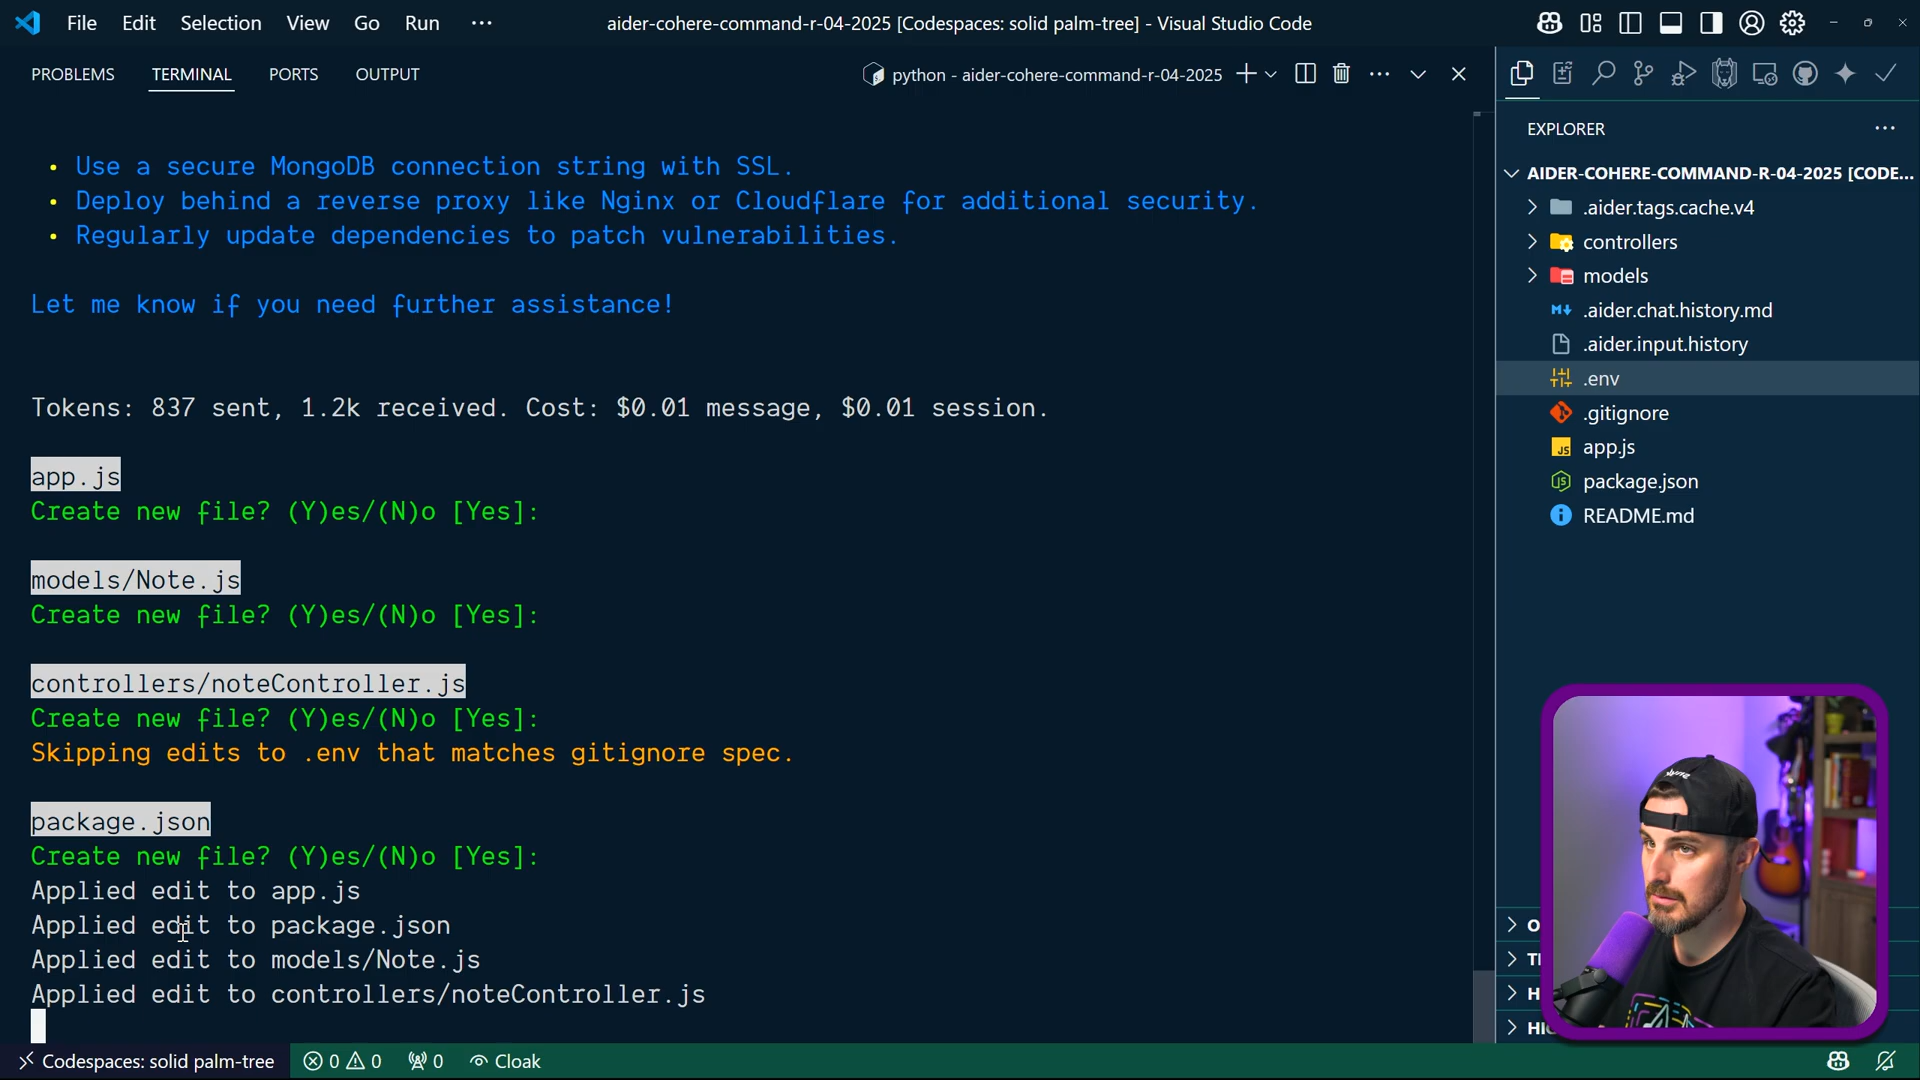 File Edit Selection View Go Run ···
aider-cohere-command-r-04-2025 [Codespaces: solid palm-tree] - Visual Studio Code
PROBLEMS TERMINAL PORTS OUTPUT
python - aider-cohere-command-r-04-2025
• Use a secure MongoDB connection string with SSL.
• Deploy behind a reverse proxy like Nginx or Cloudflare for additional security.
• Regularly update dependencies to patch vulnerabilities.
Let me know if you need further assistance!
Tokens: 837 sent, 1.2k received. Cost: $0.01 message, $0.01 session.
app.js
Create new file? (Y)es/(N)o [Yes]:
models/Note.js
Create new file? (Y)es/(N)o [Yes]:
controllers/noteController.js
Create new file? (Y)es/(N)o [Yes]:
Skipping edits to .env that matches gitignore spec.
package.json
Create new file? (Y)es/(N)o [Yes]:
Applied edit to app.js
Applied edit to package.json
Applied edit to models/Note.js
Applied edit to controllers/noteController.js
EXPLORER
AIDER-COHERE-COMMAND-R-04-2025 [CODE...
.aider.tags.cache.v4
controllers
models
.aider.chat.history.md
.aider.input.history
.env
.gitignore
app.js
package.json
README.md
Codespaces: solid palm-tree 0 0 0 Cloak